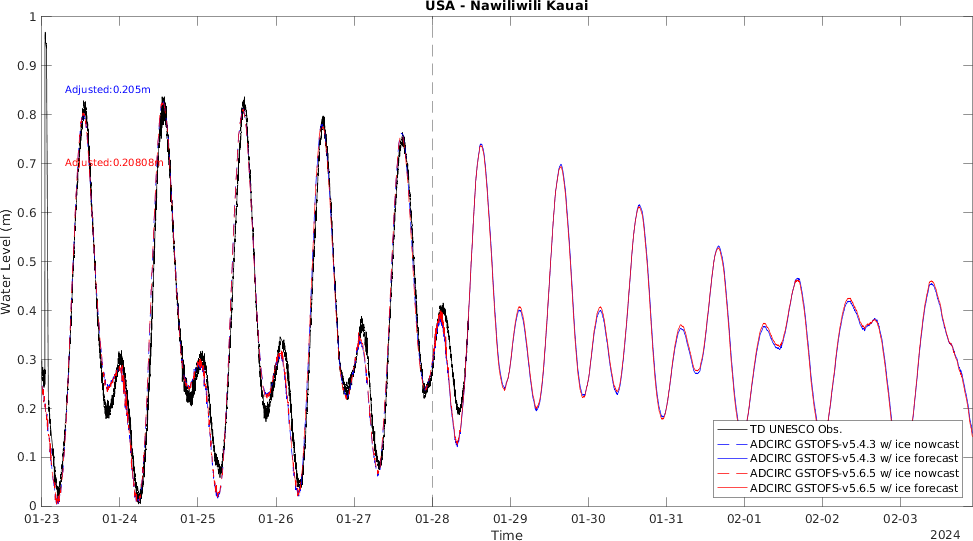 USA - Nawiliwili Kauai
1
0.9
0.8
0.7
0.6
0.5
0.4
0.3
0.2
0.1
0
Water Level (m)
Adjusted:0.205m
Adjusted:0.20808m
TD UNESCO Obs.
ADCIRC GSTOFS-v5.4.3 w/ ice nowcast
ADCIRC GSTOFS-v5.4.3 w/ ice forecast
ADCIRC GSTOFS-v5.6.5 w/ ice nowcast
ADCIRC GSTOFS-v5.6.5 w/ ice forecast
01-23 01-24 01-25 01-26 01-27 01-28 01-29 01-30 01-31 02-01 02-02 02-03
Time
2024